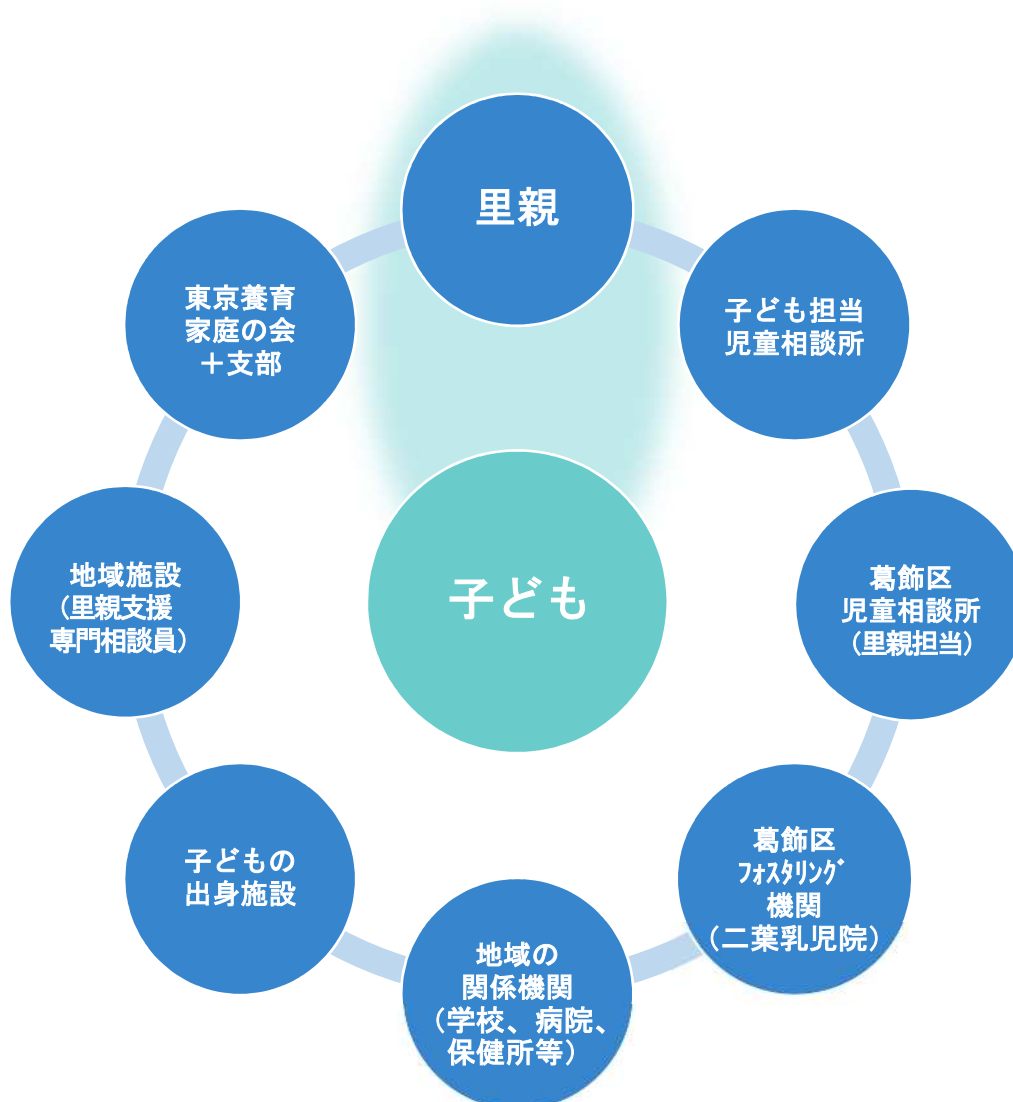 里親
子ども担当
児童相談所
葛飾区
児童相談所
（里親担当）
葛飾区
ﾌｫｽﾀﾘﾝｸﾞ
機関
（二葉乳児院）
地域の
関係機関
（学校、病院、
保健所等）
子どもの
出身施設
地域施設
（里親支援
専門相談員）
東京養育
家庭の会
＋支部
子ども